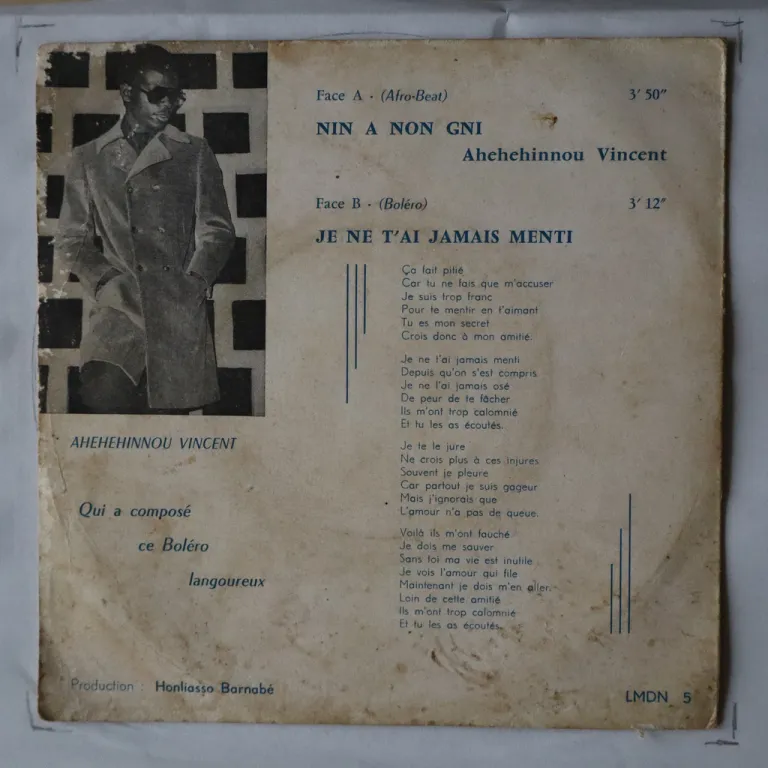 Face A - (Afro-Beat) 3' 50"
NIN A NON GNI
Ahehehinnou Vincent
Face B - (Boléro) 3' 12"
JE NE T'AI JAMAIS MENTI
Ça fait pitié
Car tu ne fais que m'accuser
Je suis trop franc
Pour te mentir en t'aimant
Tu es mon secret
Crois donc à mon amitié.
Je ne t'ai jamais menti
Depuis qu'on s'est compris
Je ne l'ai jamais osé
De peur de te fâcher
Ils m'ont trop calomnié
Et tu les as écoutés.
Je te le jure
Ne crois plus à ces injures
Souvent je pleure
Car partout je suis gageur
Mais j'ignorais que
L'amour n'a pas de queue.
Voilà ils m'ont fauché
Je dois me sauver
Sans toi ma vie est inutile
Je vois l'amour qui file
Maintenant je dois m'en aller.
Loin de cette amitié
Ils m'ont trop calomnié
Et tu les as écoutés.
AHEHEHINNOU VINCENT
Qui a composé
ce Boléro
langoureux
Production : Honliasso Barnabé
LMDN 5